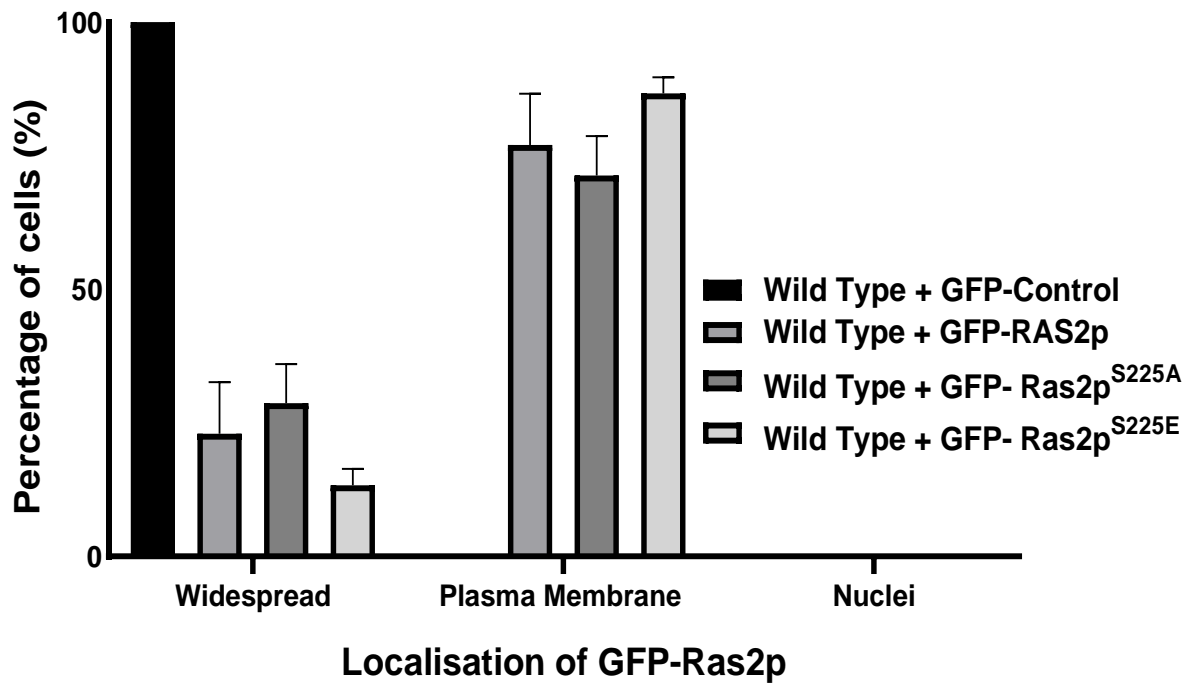 Percentage of cells (%)
100
50
0
Wild Type + GFP-Control
Wild Type + GFP-RAS2p
Wild Type + GFP- Ras2pS225A
Wild Type + GFP- Ras2pS225E
Widespread
Plasma Membrane
Nuclei
Localisation of GFP-Ras2p